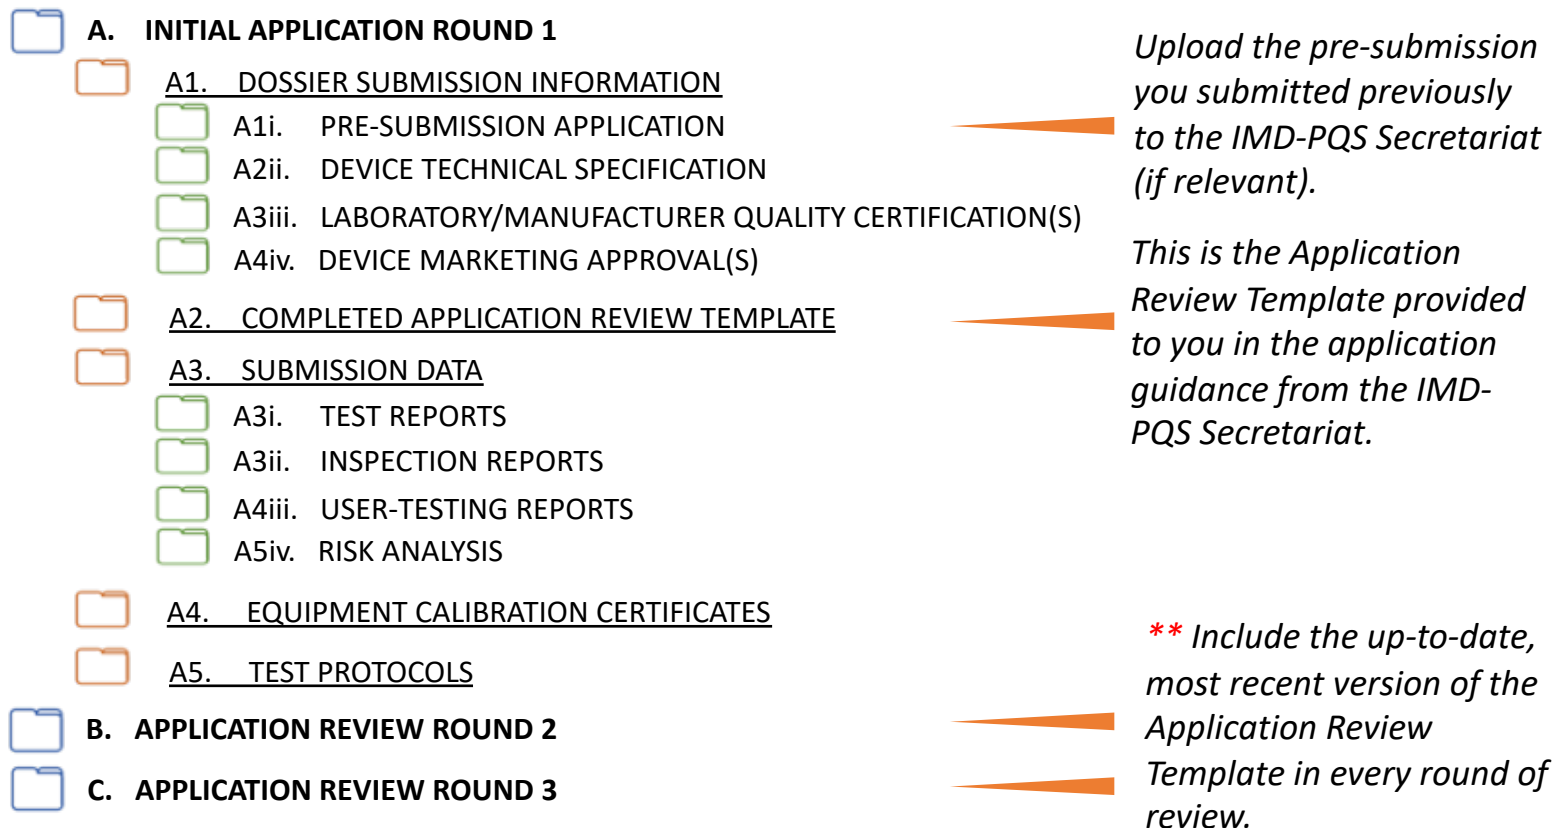 A. INITIAL APPLICATION ROUND 1
A1. DOSSIER SUBMISSION INFORMATION
A1i. PRE-SUBMISSION APPLICATION
A2ii. DEVICE TECHNICAL SPECIFICATION
A3iii. LABORATORY/MANUFACTURER QUALITY CERTIFICATION(S)
A4iv. DEVICE MARKETING APPROVAL(S)
A2. COMPLETED APPLICATION REVIEW TEMPLATE
A3. SUBMISSION DATA
A3i. TEST REPORTS
A3ii. INSPECTION REPORTS
A4iii. USER-TESTING REPORTS
A5iv. RISK ANALYSIS
A4. EQUIPMENT CALIBRATION CERTIFICATES
A5. TEST PROTOCOLS
B. APPLICATION REVIEW ROUND 2
C. APPLICATION REVIEW ROUND 3
Upload the pre-submission
you submitted previously
to the IMD-PQS Secretariat
(if relevant).
This is the Application
Review Template provided
to you in the application
guidance from the IMD-
PQS Secretariat.
** Include the up-to-date,
most recent version of the
Application Review
Template in every round of
review.